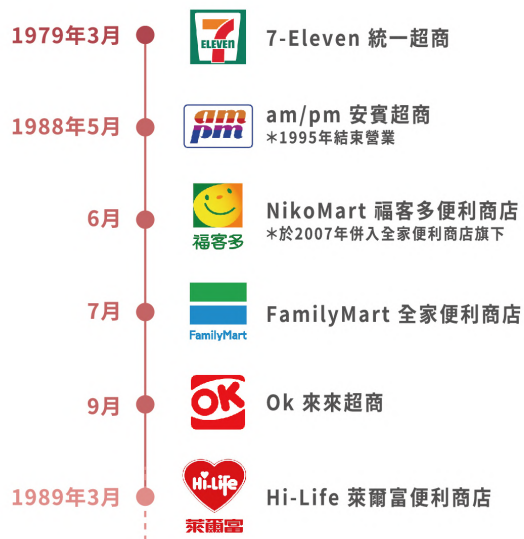 1979年3月
7-ELEVEN
7-Eleven 統一超商
1988年5月
am
pm
am/pm 安賓超商
*1995年結束營業
6月
福客多
NikoMart 福客多便利商店
*於2007年併入全家便利商店旗下
7月
FamilyMart
FamilyMart 全家便利商店
9月
OK
Ok 來來超商
1989年3月
Hi-Life
萊爾富
Hi-Life 萊爾富便利商店